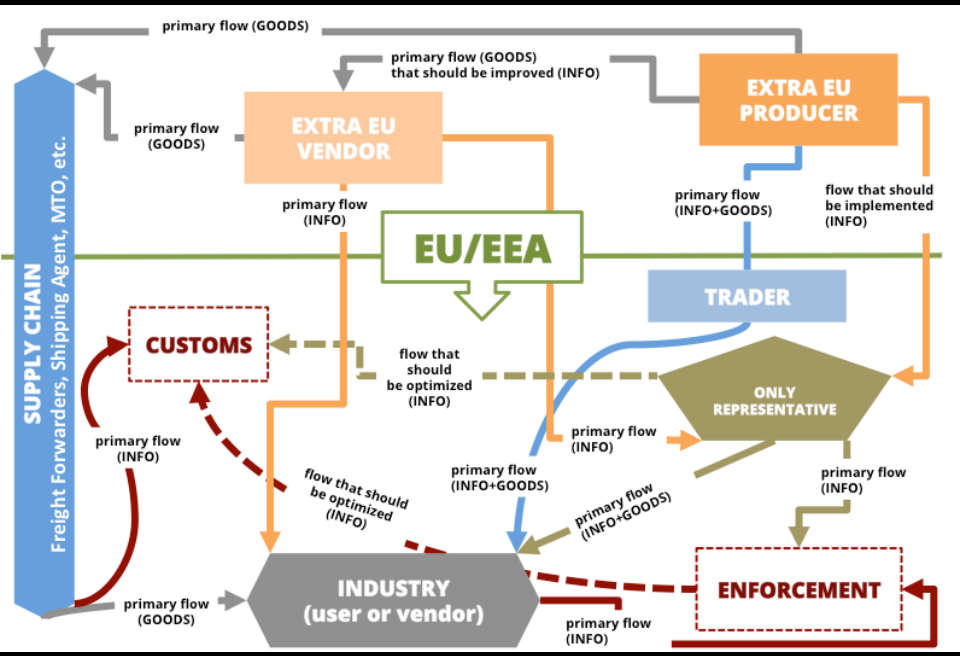 primary flow (GOODS)
primary flow (GOODS)
that should be improved (INFO)
EXTRA EU
PRODUCER
primary flow
(GOODS)
EXTRA EU
VENDOR
primary flow
(INFO)
primary flow
(INFO+GOODS)
flow that should
be implemented
(INFO)
EU/EEA
SUPPLY CHAIN
Freight Forwarders, Shipping Agent, MTO, etc.
TRADER
CUSTOMS
flow that
should
be optimized
(INFO)
ONLY
REPRESENTATIVE
primary flow
(INFO)
primary flow
(INFO)
primary flow
(INFO+GOODS)
primary flow
(INFO)
flow that should
be optimized
(INFO)
primary flow
(INFO+GOODS)
INDUSTRY
(user or vendor)
ENFORCEMENT
primary flow
(GOODS)
primary flow
(INFO)